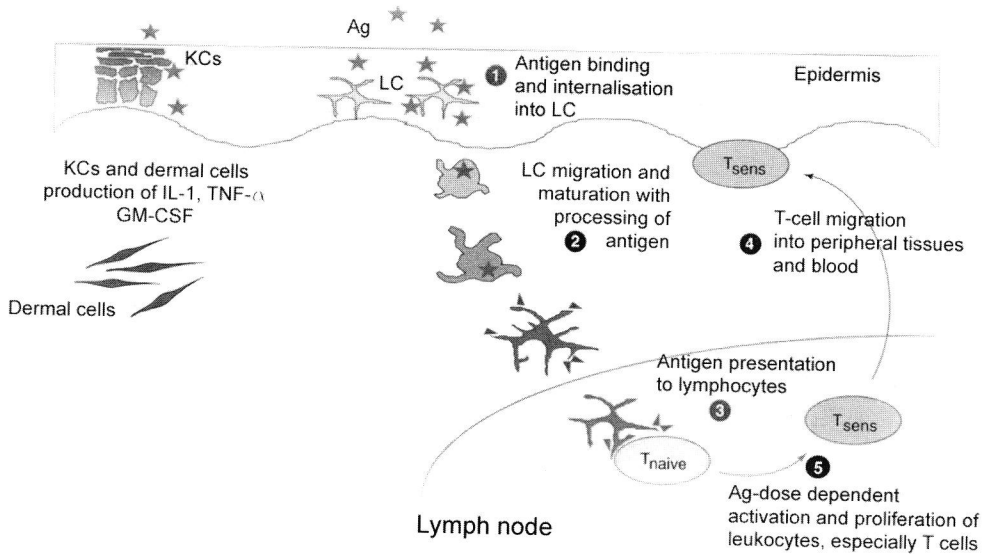 Ag
KCs
LC
1 Antigen binding
and internalisation
into LC
Epidermis
KCs and dermal cells
production of IL-1, TNF-α
GM-CSF
Dermal cells
LC migration and
maturation with
processing of
2 antigen
Tsens
4 T-cell migration
into peripheral tissues
and blood
Antigen presentation
to lymphocytes
3
Tnaive
Tsens
5
Ag-dose dependent
activation and proliferation of
leukocytes, especially T cells
Lymph node